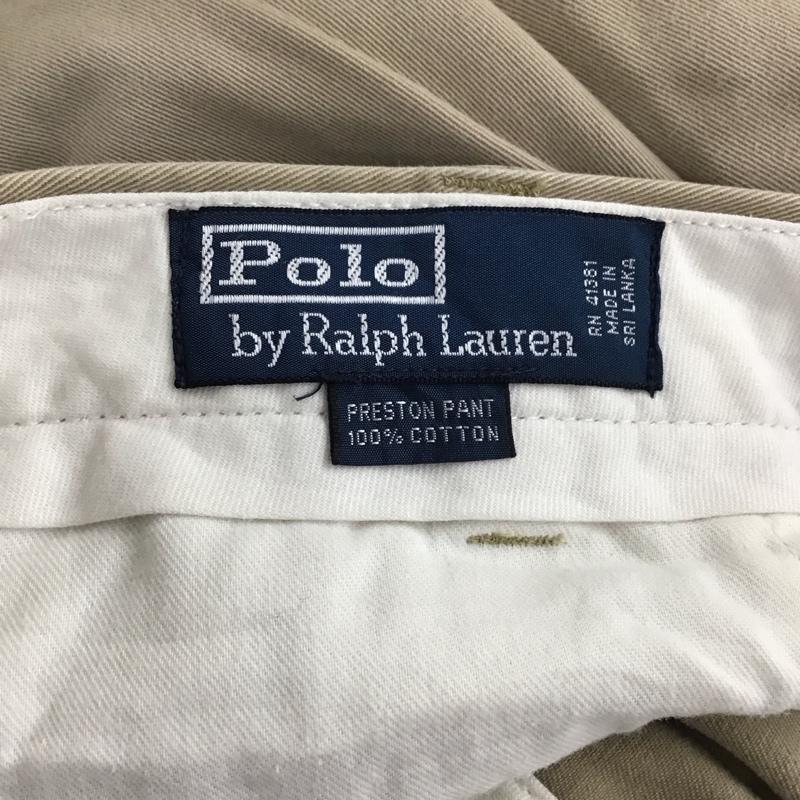 Polo
by Ralph Lauren
RN 41381
MADE IN
SRI LANKA
PRESTON PANT
100% COTTON